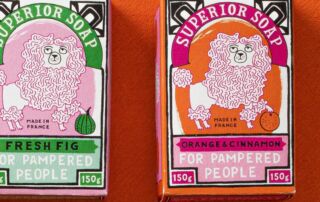 SUPERIOR SOAP
MADE IN
FRANCE
FRESH FIG
FOR PAMPERED
PEOPLE
150g
SUPERIOR SOAP
MADE IN
FRANCE
ORANGE & CINNAMON
FOR PAMPERED
PEOPLE
150g
150g